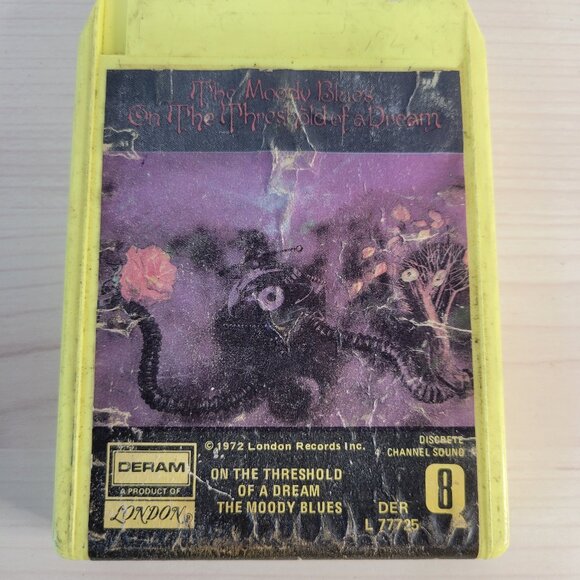 The Moody Blues
On The Threshold of a Dream
© 1972 London Records Inc.
DERAM
A PRODUCT OF
LONDON
ON THE THRESHOLD
OF A DREAM
THE MOODY BLUES
DISCRETE
4 CHANNEL SOUND
8
DER
L 77725